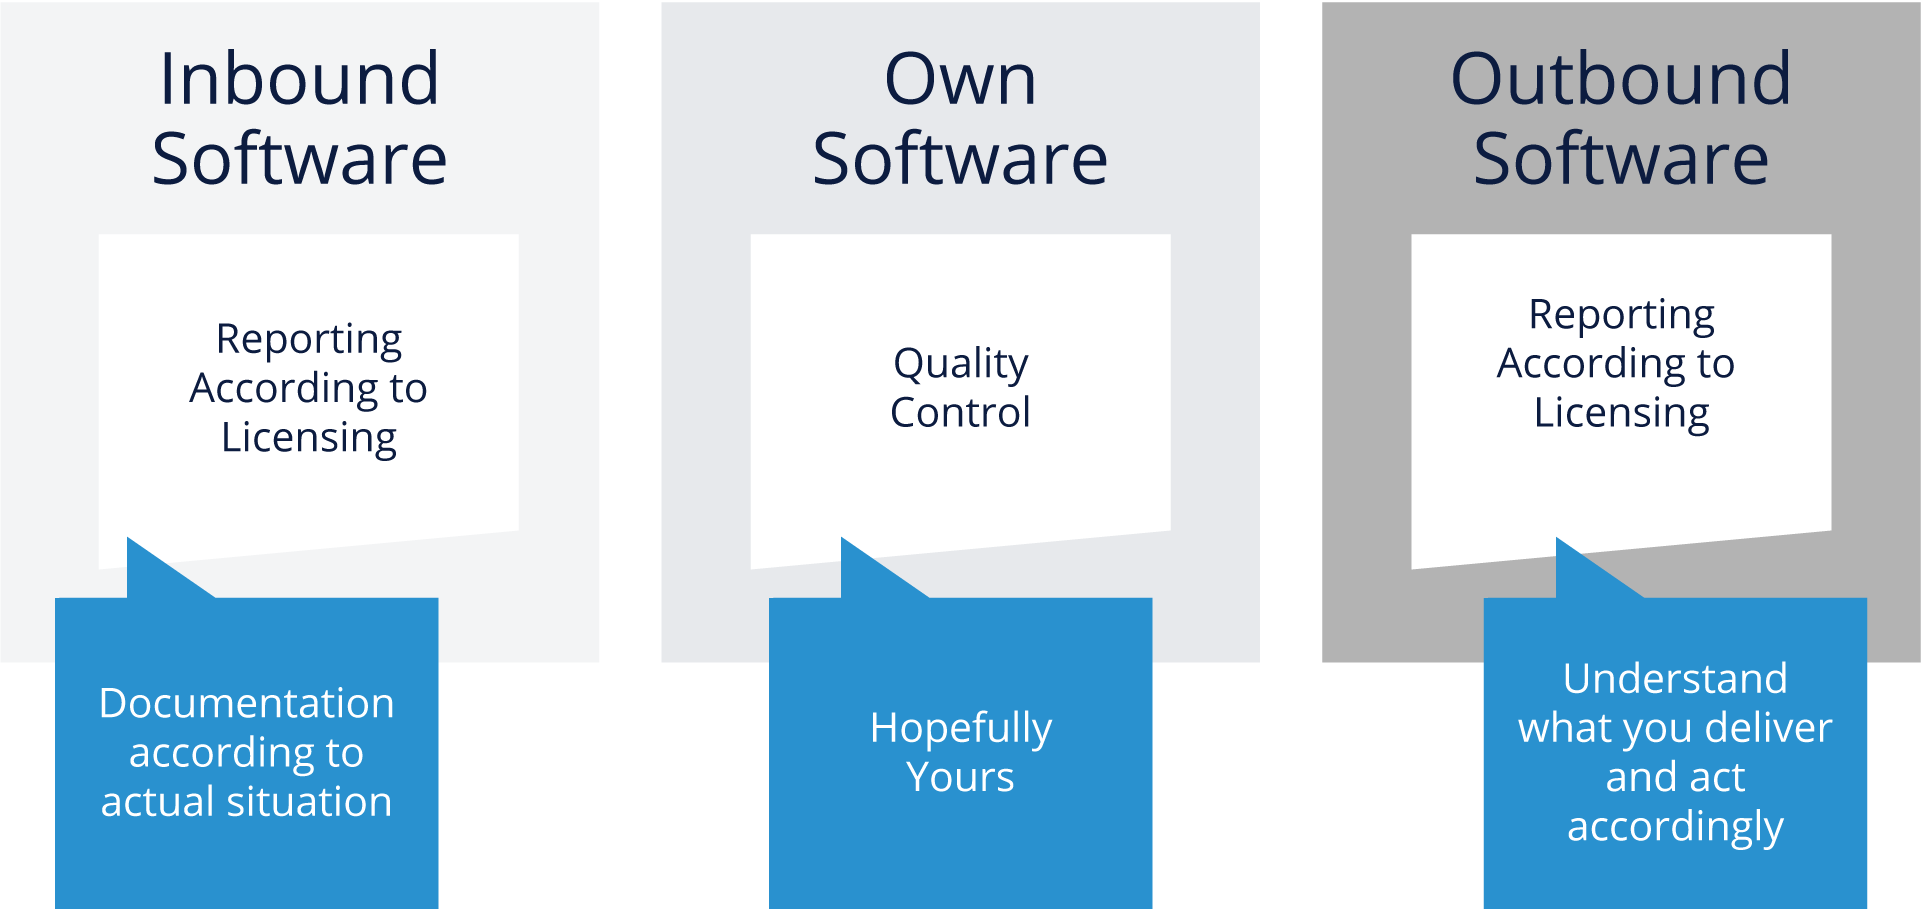 Inbound
Software
Reporting
According to
Licensing
Documentation
according to
actual situation
Own
Software
Quality
Control
Hopefully
Yours
Outbound
Software
Reporting
According to
Licensing
Understand
what you deliver
and act
accordingly